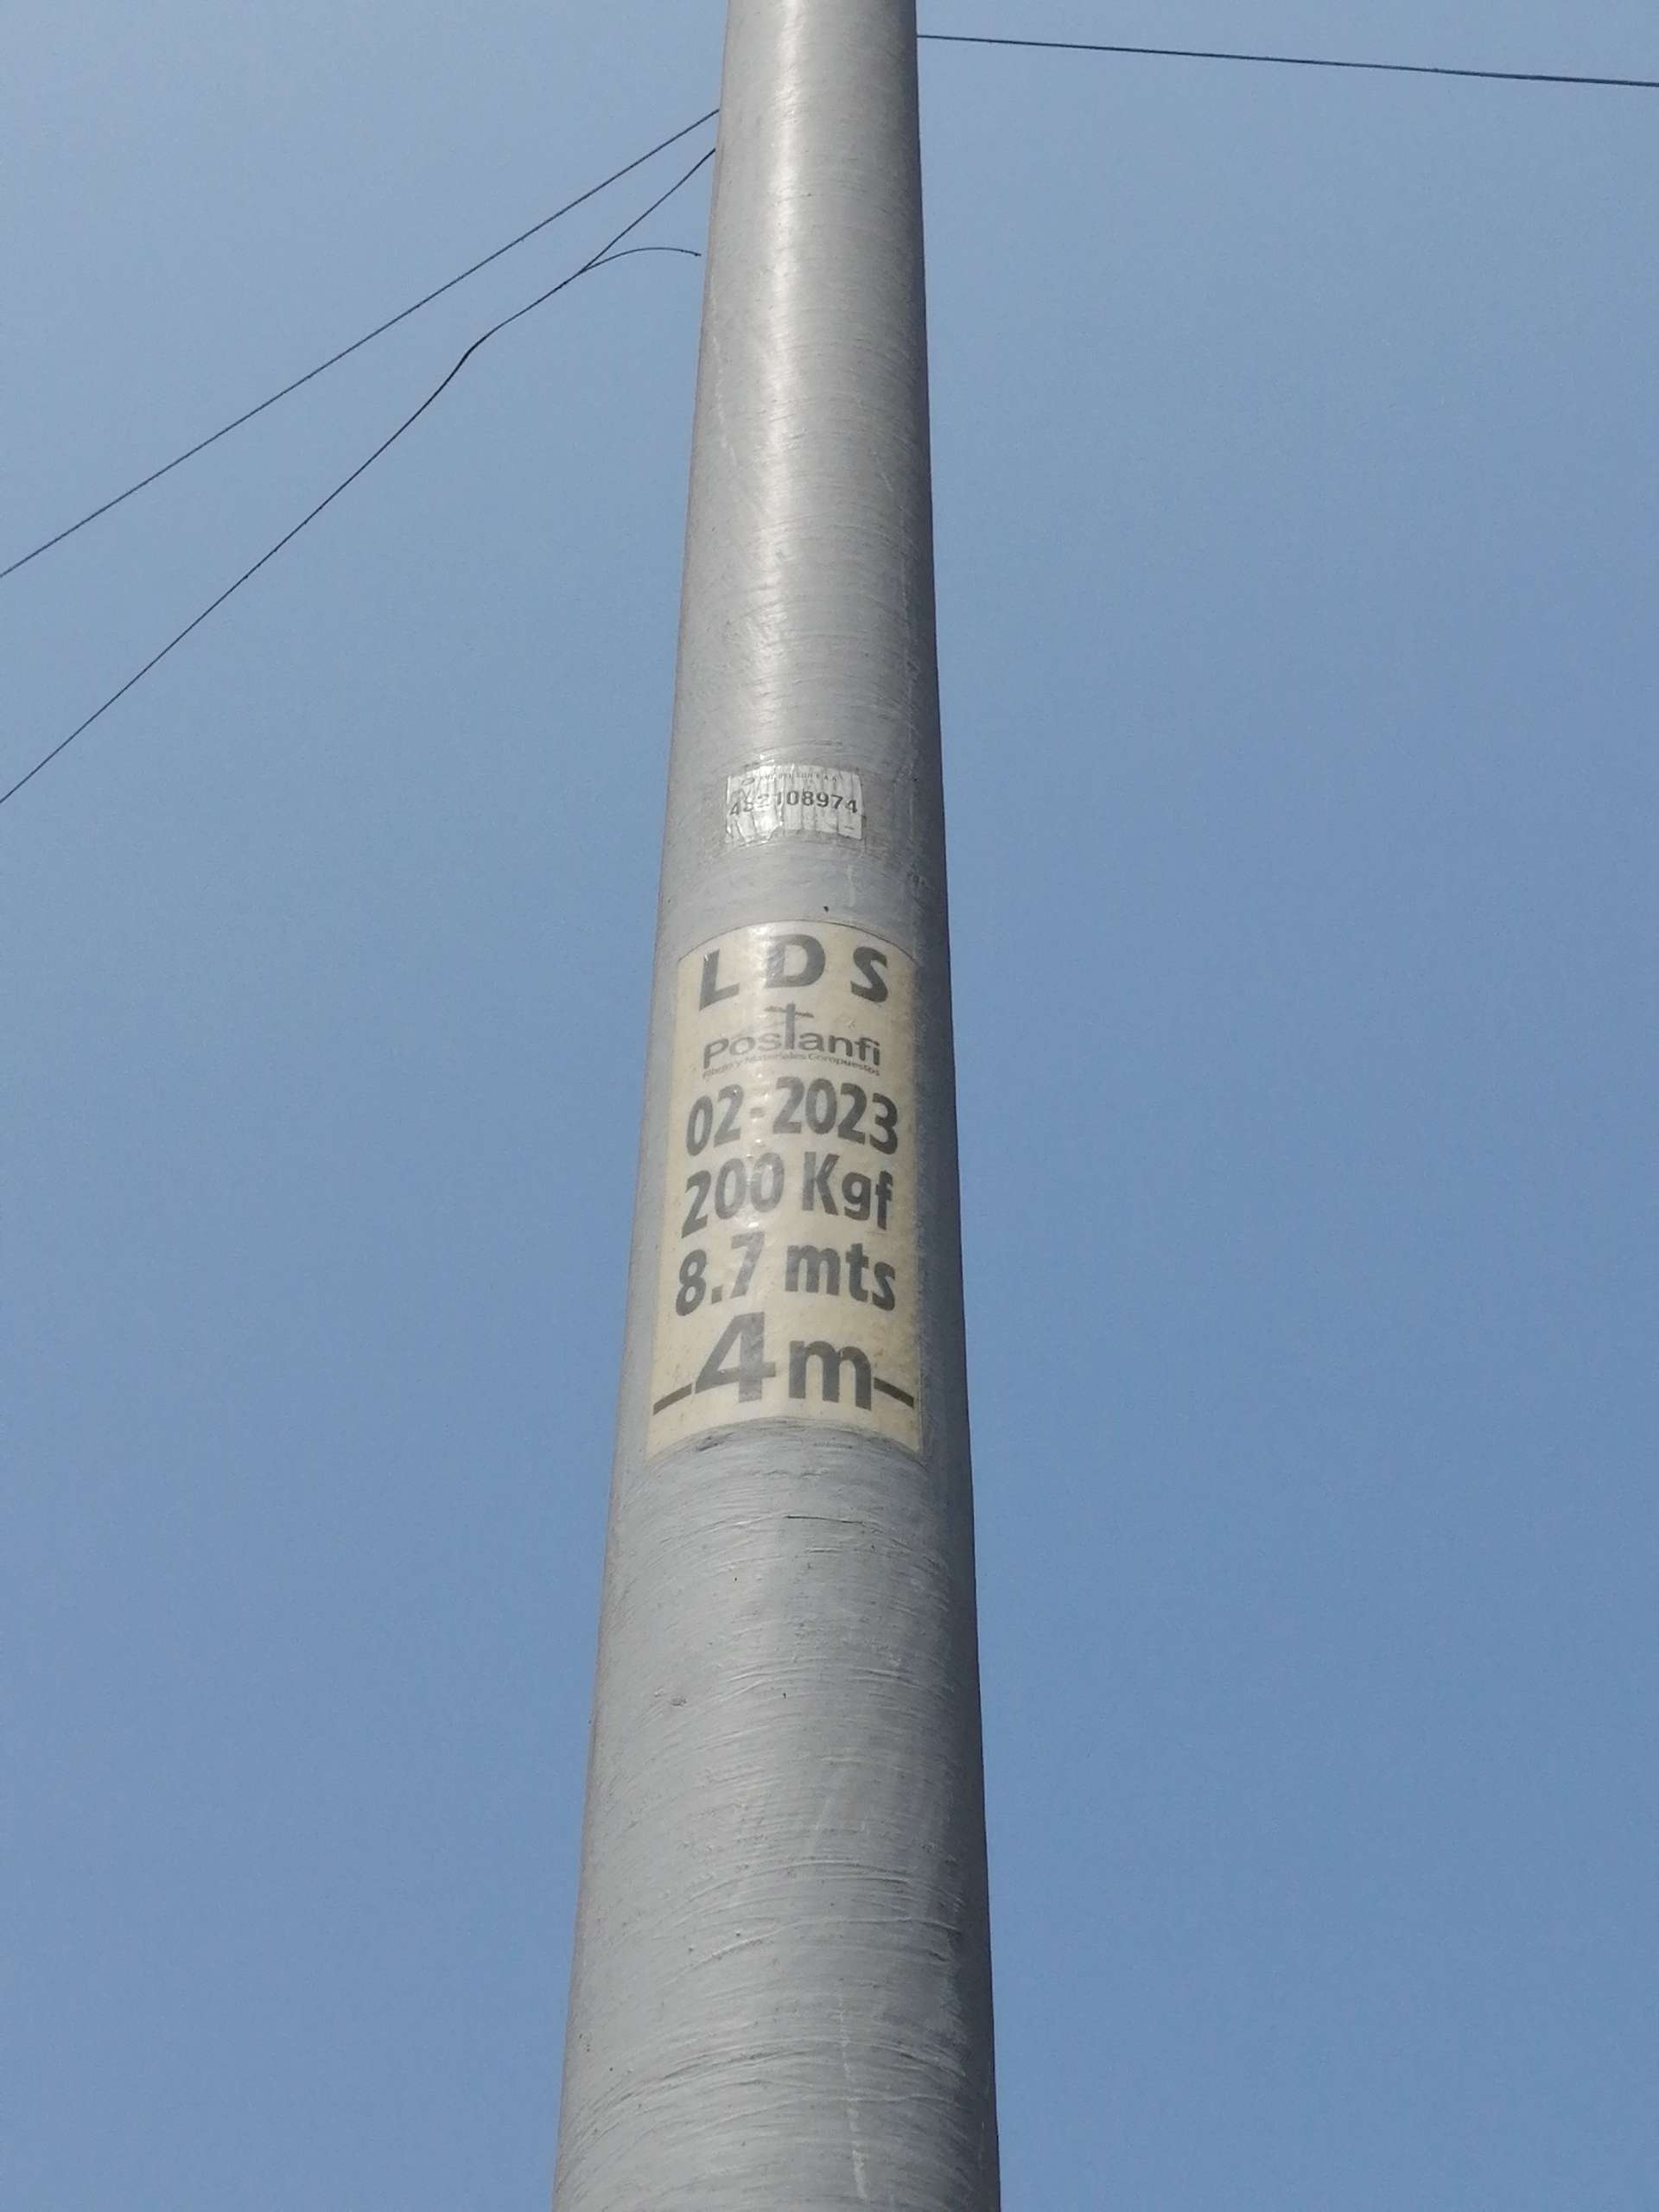 LDS
Postanfi
02-2023
200 Kgf
8.7 mts
4m